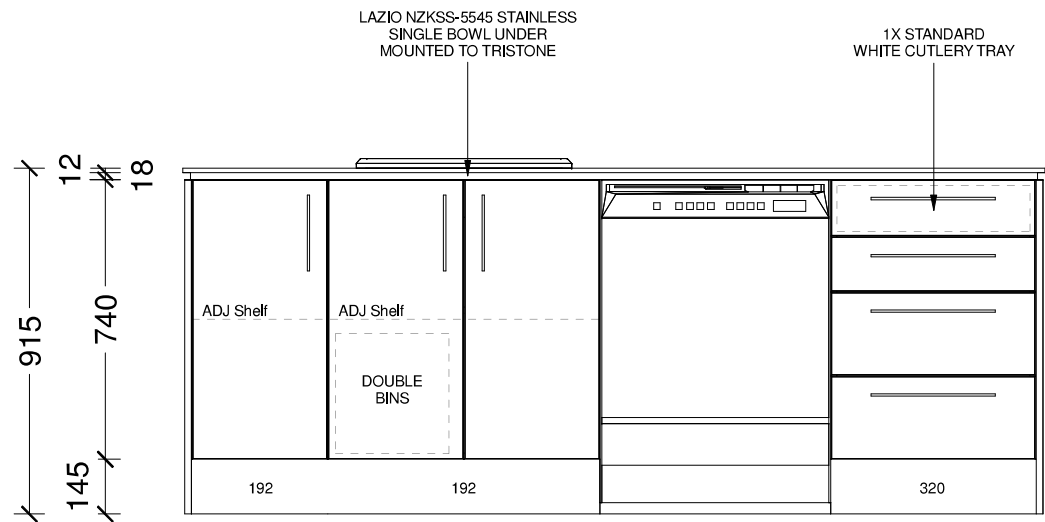 LAZIO NZKSS-5545 STAINLESS
SINGLE BOWL UNDER
MOUNTED TO TRISTONE
1X STANDARD
WHITE CUTLERY TRAY
12
18
915
740
145
ADJ Shelf
ADJ Shelf
DOUBLE
BINS
192
192
320